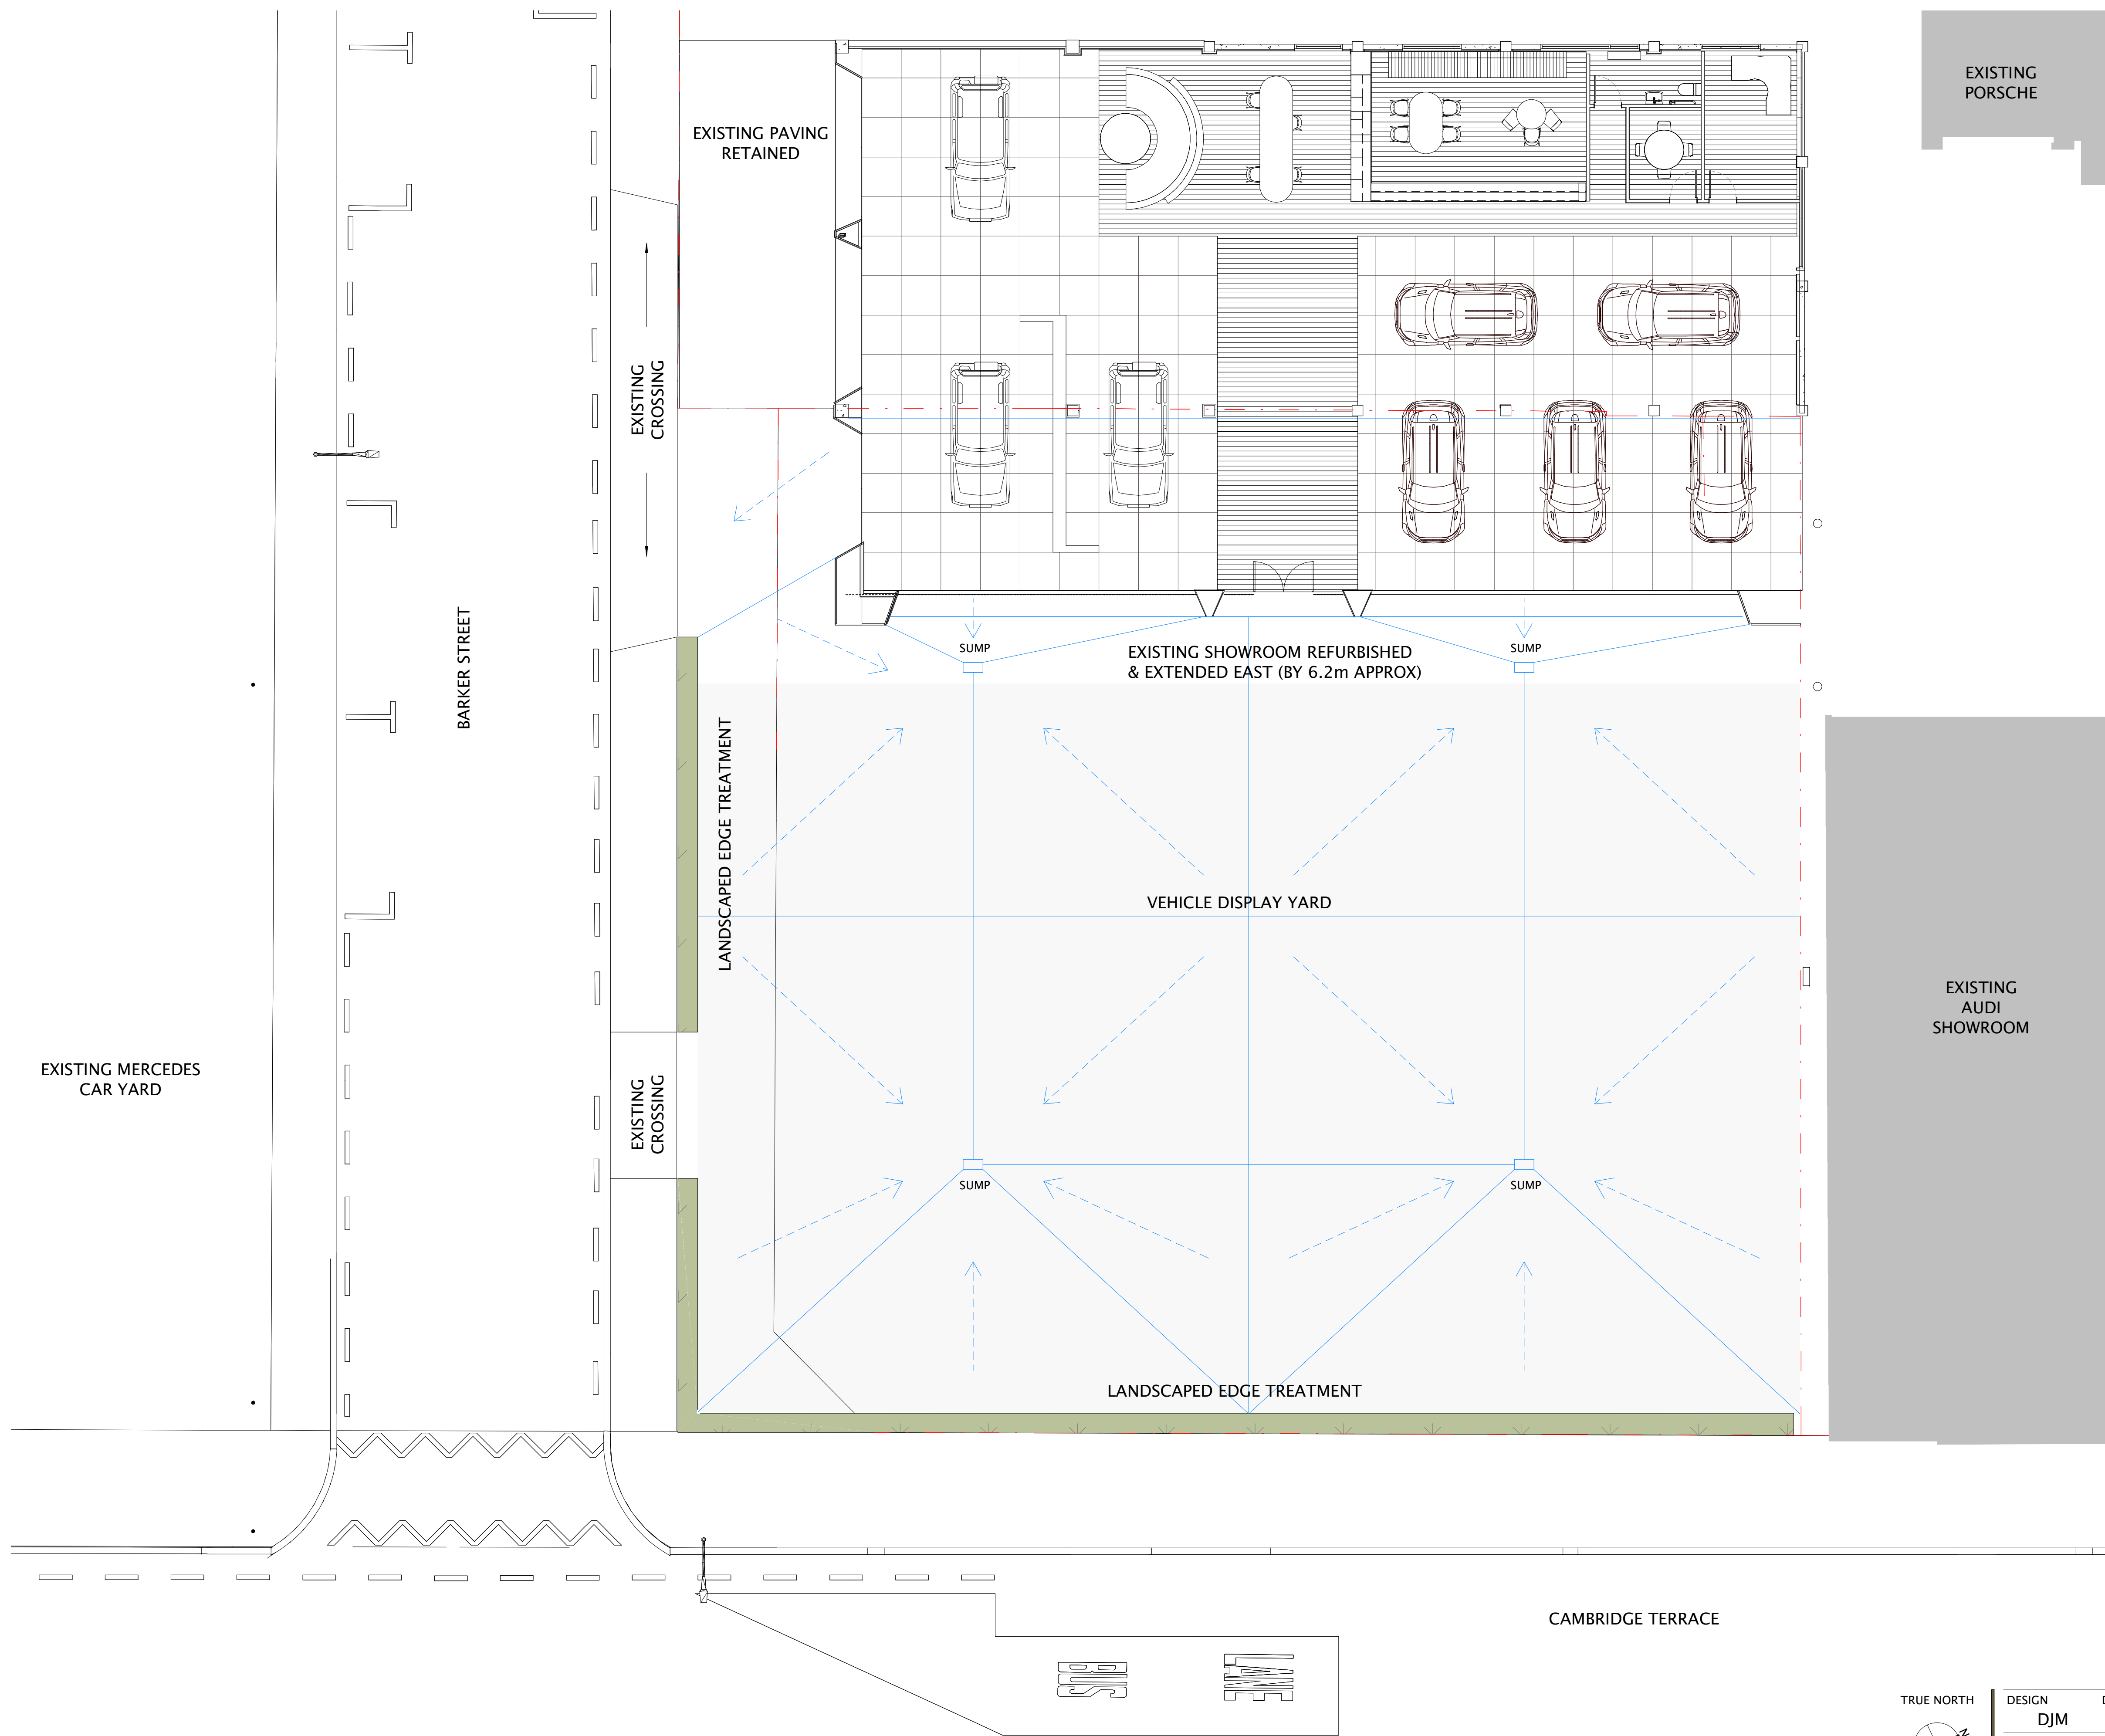 EXISTING
PORSCHE
EXISTING PAVING
RETAINED
EXISTING
CROSSING
BARKER STREET
SUMP
SUMP
EXISTING SHOWROOM REFURBISHED
& EXTENDED EAST (BY 6.2m APPROX)
LANDSCAPED EDGE TREATMENT
VEHICLE DISPLAY YARD
EXISTING
AUDI
SHOWROOM
EXISTING MERCEDES
CAR YARD
EXISTING
CROSSING
SUMP
SUMP
LANDSCAPED EDGE TREATMENT
CAMBRIDGE TERRACE
BUS
LANE
TRUE NORTH
DESIGN
DJM
N